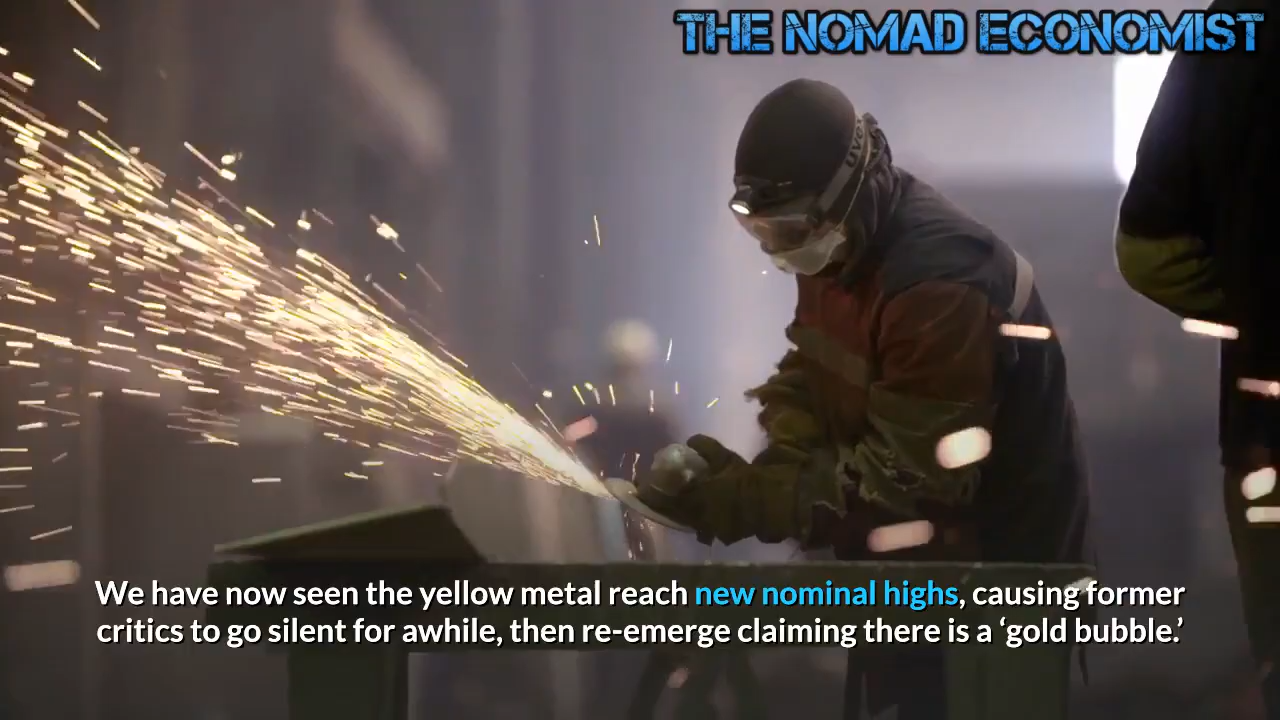 THE NOMAD ECONOMIST
uvex
We have now seen the yellow metal reach new nominal highs, causing former
critics to go silent for awhile, then re-emerge claiming there is a ‘gold bubble.’